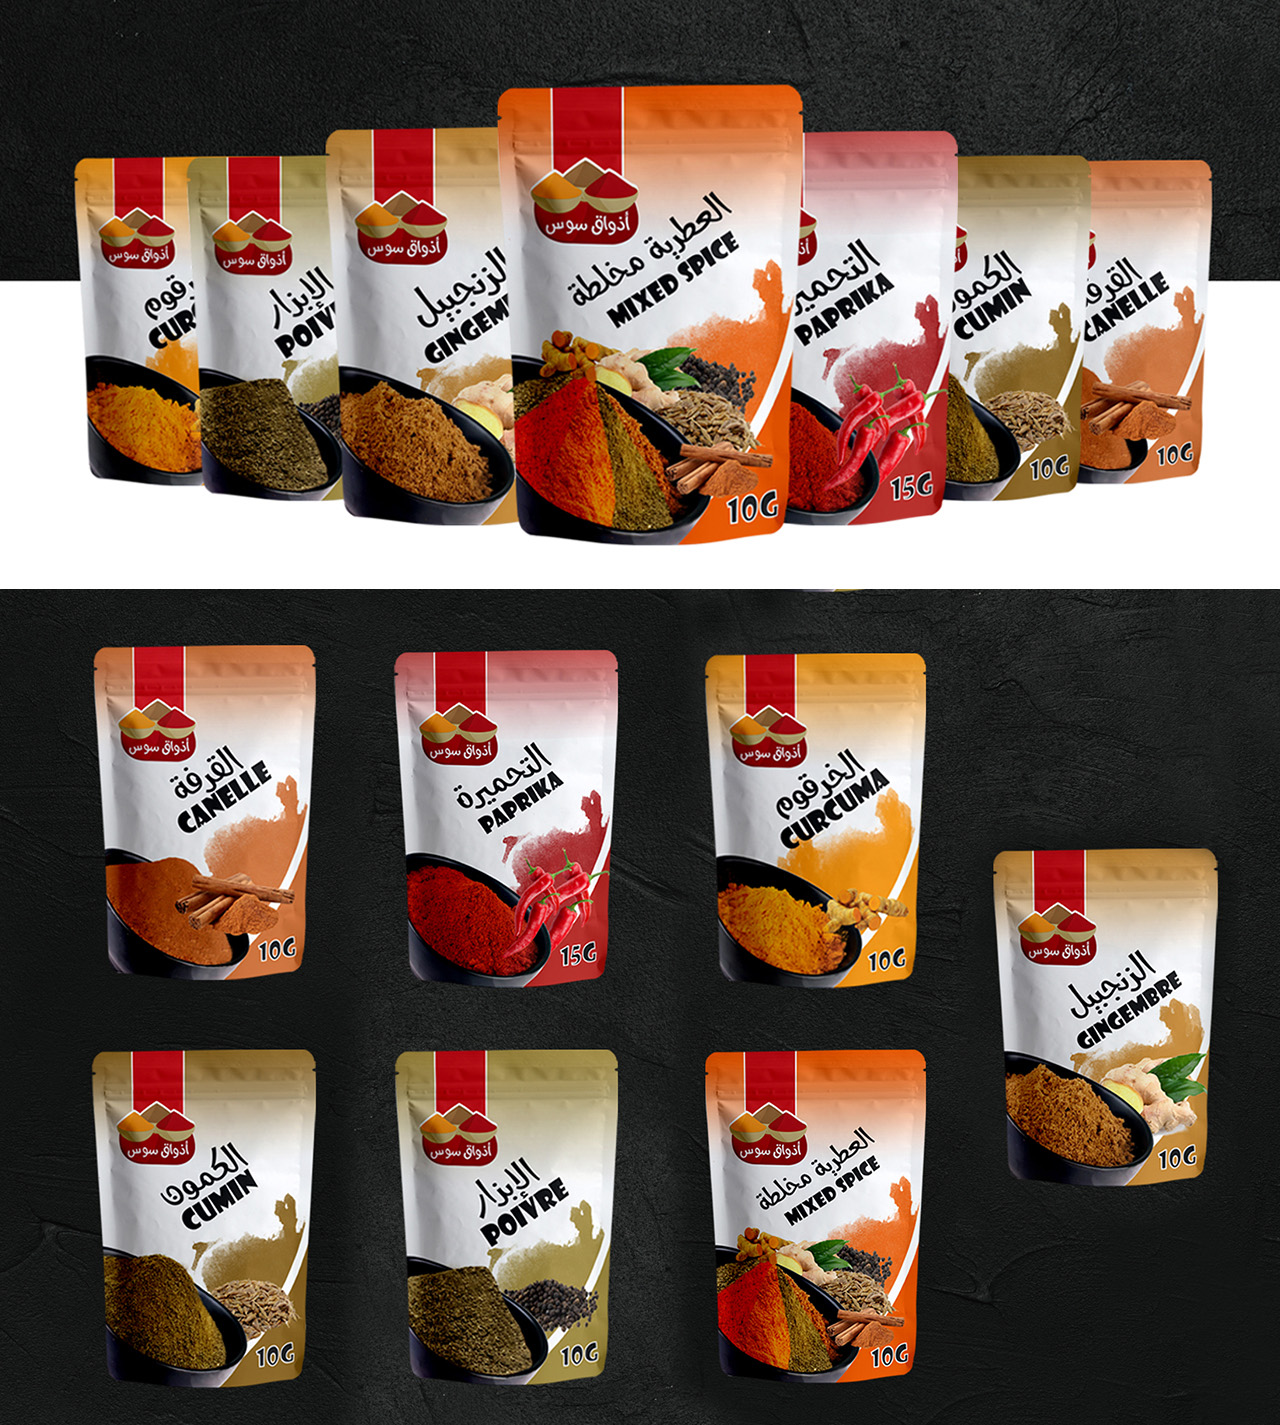 أذواق سوس
أذواق سوس
الإبزار
أذواق سوس
الزنجبيل
أذواق سوس
العطرية مخلطة
MIXED SPICE
10G
PAPRIKA
15G
CUMIN
10G
CANELLE
10G
أذواق سوس
القرفة
CANELLE
10G
أذواق سوس
التحميرة
PAPRIKA
15G
أذواق سوس
الخرقوم
CURCUMA
10G
أذواق سوس
الزنجبيل
GINGEMBRE
10G
أذواق سوس
الكمون
CUMIN
10G
أذواق سوس
الإبزار
POIVRE
10G
أذواق سوس
العطرية مخلطة
MIXED SPICE
10G